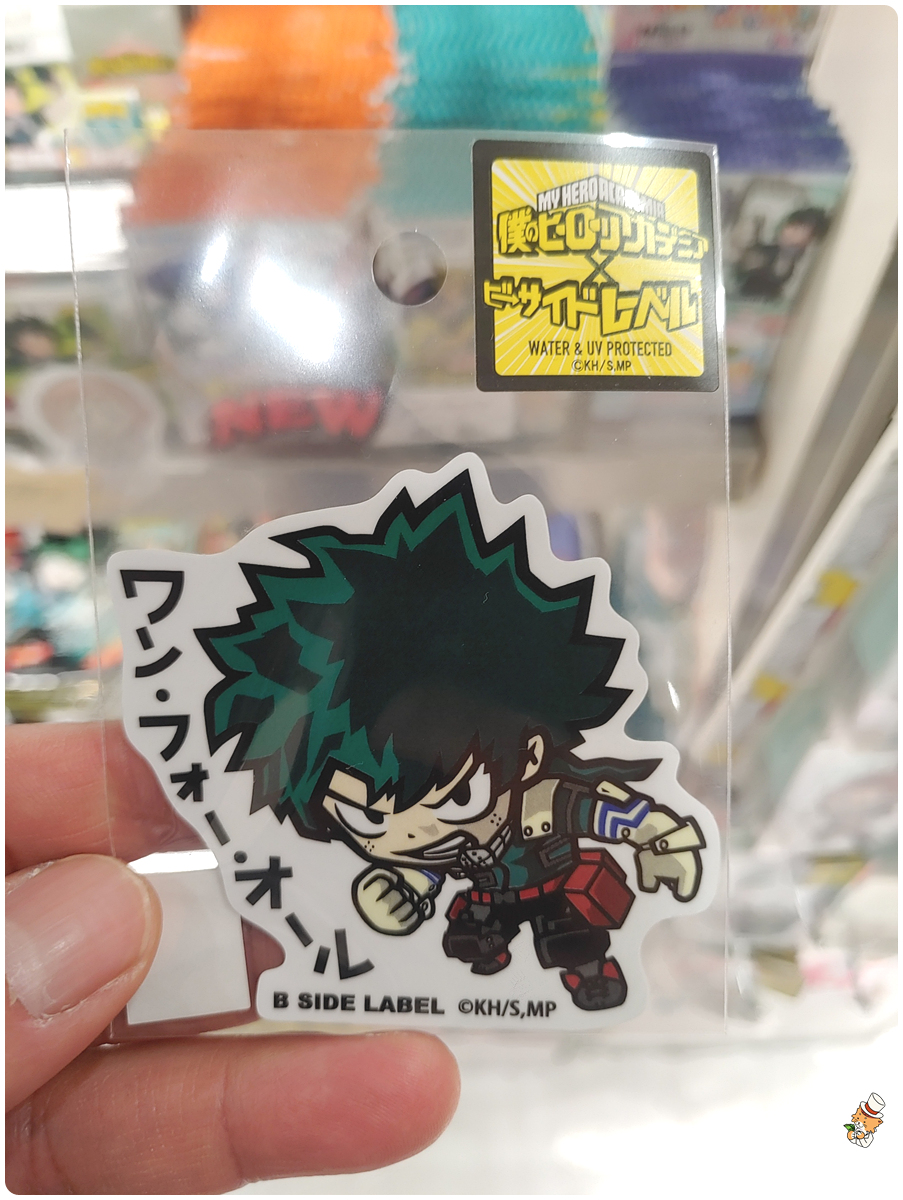 MY HERO ACADEMIA
僕のヒーローアカデミア
×
ビーサイドレーベル
WATER & UV PROTECTED
©KH/S,MP
NEW
ワン・フォー・オール
B SIDE LABEL ©KH/S,MP